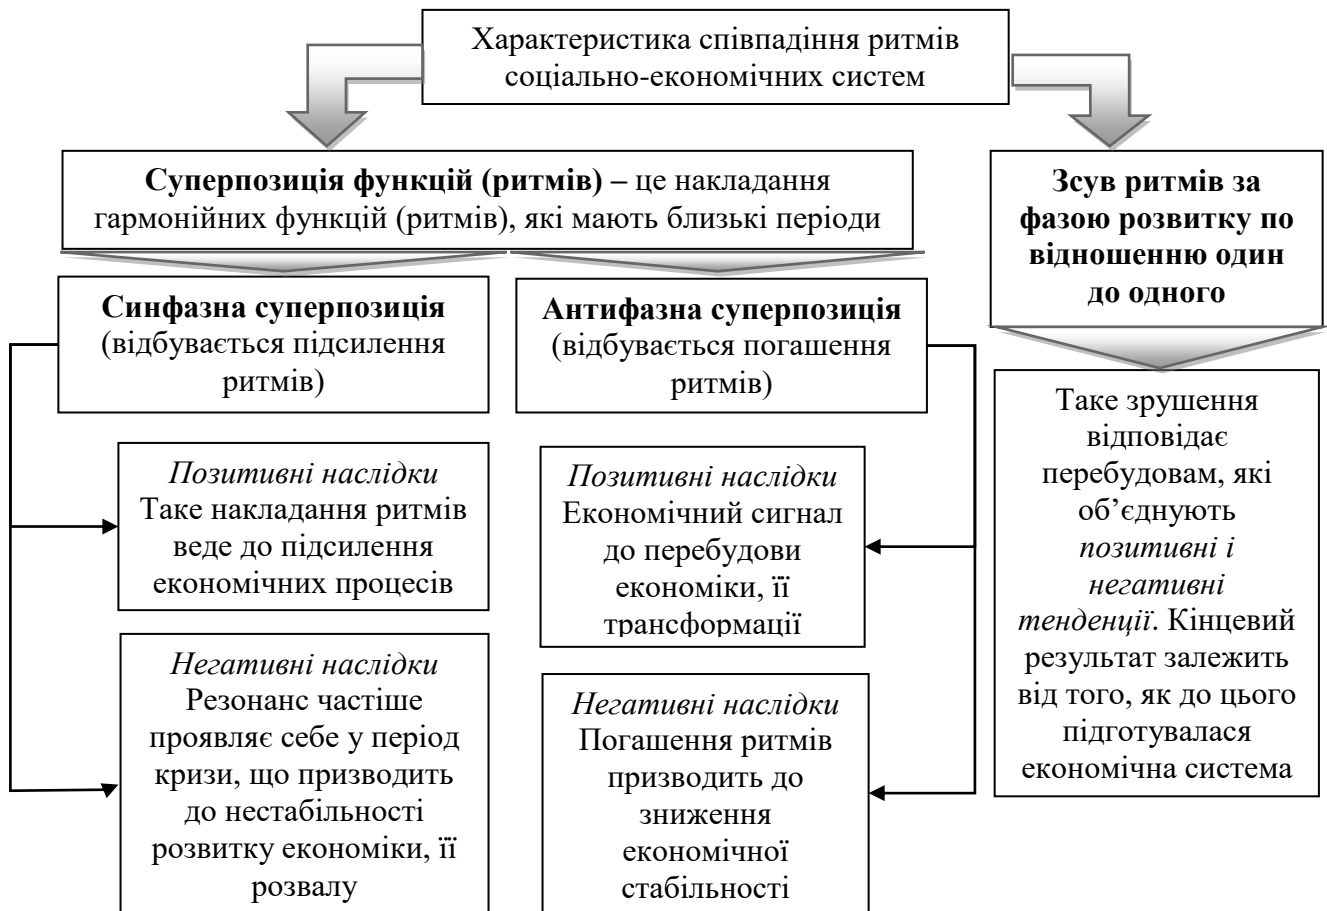 Характеристика співпадіння ритмів
соціально-економічних систем
Суперпозиція функцій (ритмів) – це накладання
гармонійних функцій (ритмів), які мають близькі періоди
Зсув ритмів за
фазою розвитку по
відношенню один
до одного
Синфазна суперпозиція
(відбувається підсилення
ритмів)
Антифазна суперпозиція
(відбувається погашення
ритмів)
Таке зрушення
відповідає
перебудовам, які
об’єднують
позитивні і
негативні
тенденції. Кінцевий
результат залежить
від того, як до цього
підготувалася
економічна система
Позитивні наслідки
Таке накладання ритмів
веде до підсилення
економічних процесів
Позитивні наслідки
Економічний сигнал
до перебудови
економіки, її
трансформації
Негативні наслідки
Резонанс частіше
проявляє себе у період
кризи, що призводить
до нестабільності
розвитку економіки, її
розвалу
Негативні наслідки
Погашення ритмів
призводить до
зниження
економічної
стабільності